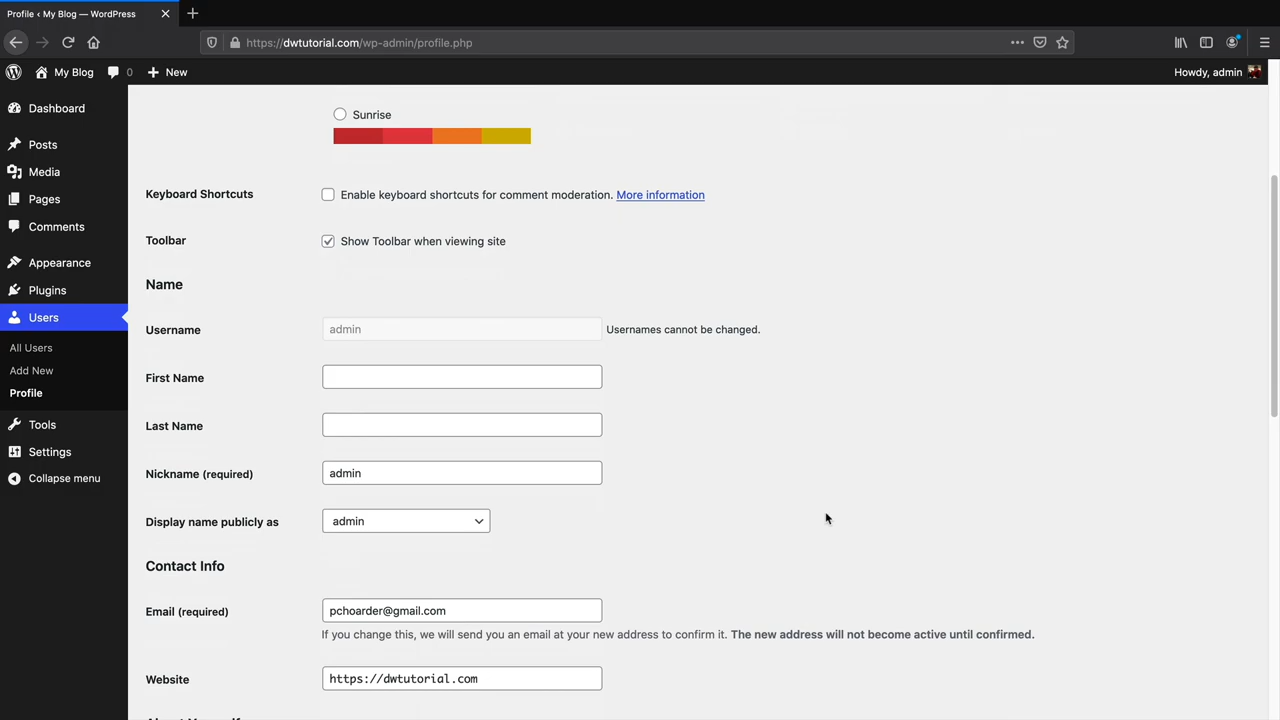 Profile ‹ My Blog — WordPress
https://dwtutorial.com/wp-admin/profile.php
My Blog 0 New Howdy, admin
Dashboard
Posts
Media
Pages
Comments
Appearance
Plugins
Users
All Users
Add New
Profile
Tools
Settings
Collapse menu
Sunrise
Keyboard Shortcuts Enable keyboard shortcuts for comment moderation. More information
Toolbar Show Toolbar when viewing site
Name
Username admin Usernames cannot be changed.
First Name
Last Name
Nickname (required) admin
Display name publicly as admin
Contact Info
Email (required) pchoarder@gmail.com
If you change this, we will send you an email at your new address to confirm it. The new address will not become active until confirmed.
Website https://dwtutorial.com